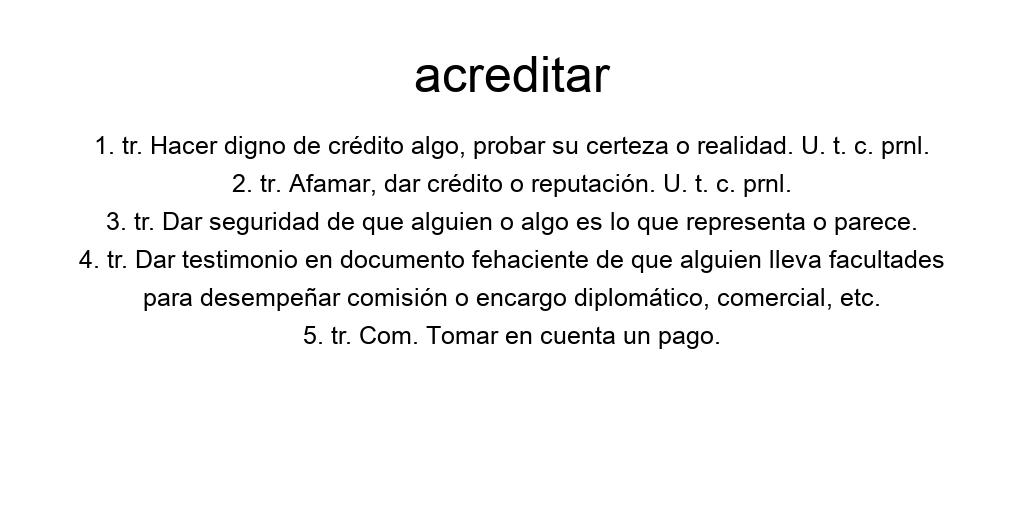 acreditar
1. tr. Hacer digno de crédito algo, probar su certeza o realidad. U. t. c. prnl.
2. tr. Afamar, dar crédito o reputación. U. t. c. prnl.
3. tr. Dar seguridad de que alguien o algo es lo que representa o parece.
4. tr. Dar testimonio en documento fehaciente de que alguien lleva facultades
para desempeñar comisión o encargo diplomático, comercial, etc.
5. tr. Com. Tomar en cuenta un pago.